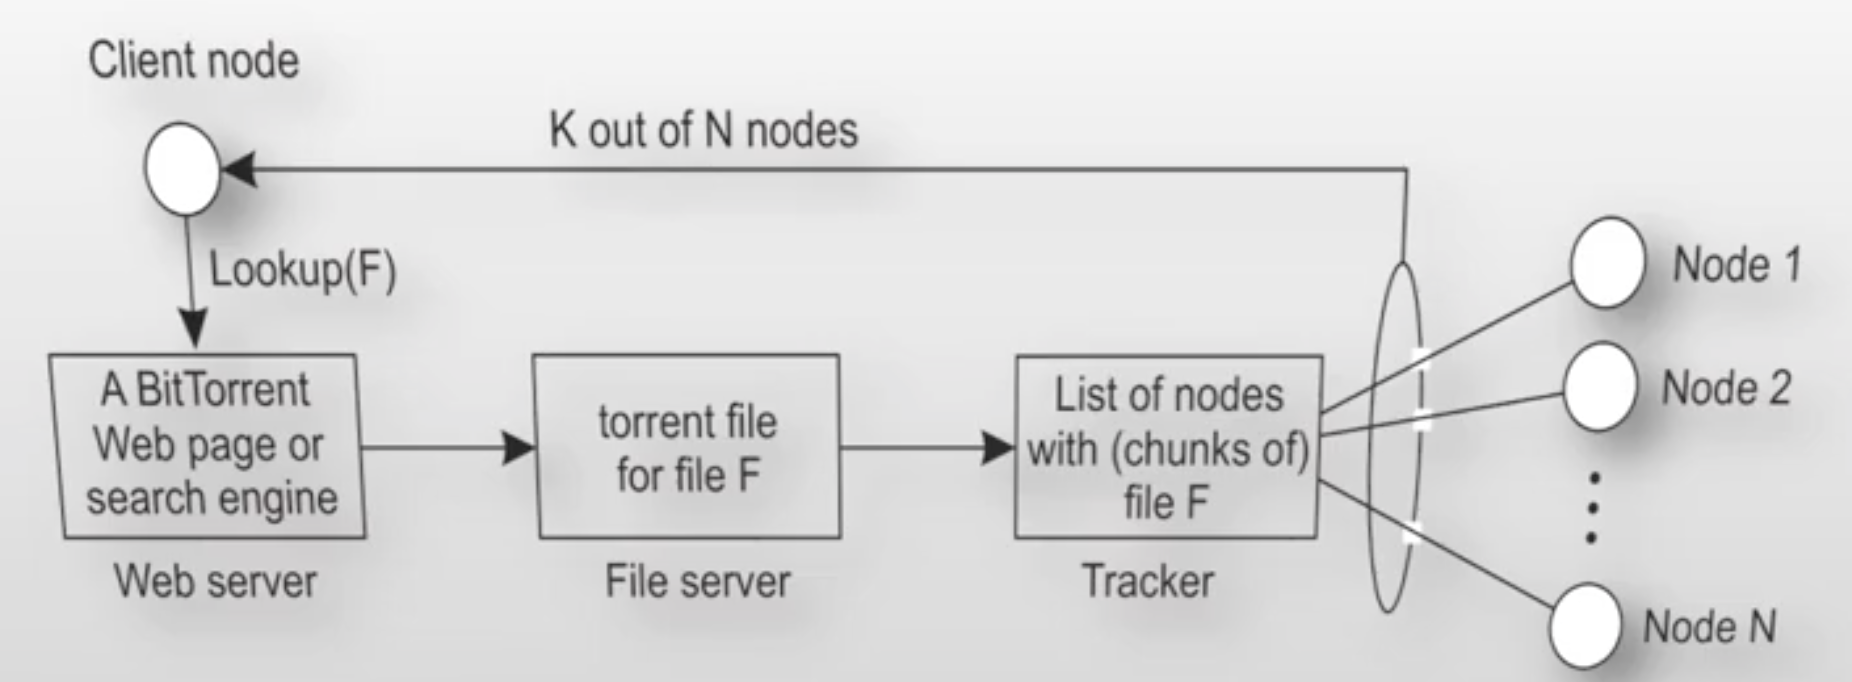 Client node
K out of N nodes
Lookup(F)
Node 1
A BitTorrent
Web page or
search engine
torrent file
for file F
List of nodes
with (chunks of)
file F
Node 2
Web server
File server
Tracker
Node N